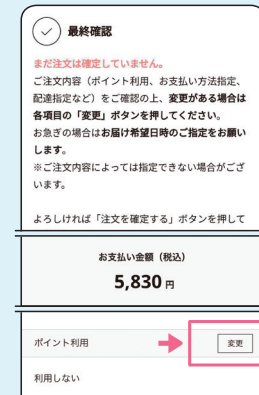 最終確認
まだ注文は確定していません。
ご注文内容（ポイント利用、お支払い方法指定、
配達指定など）をご確認の上、変更がある場合は
各項目の「変更」ボタンを押してください。
お急ぎの場合はお届け希望日時のご指定をお願い
します。
※ご注文内容によっては指定できない場合がござ
います。
よろしければ「注文を確定する」ボタンを押して
お支払い金額（税込）
5,830 円
ポイント利用 変更
利用しない